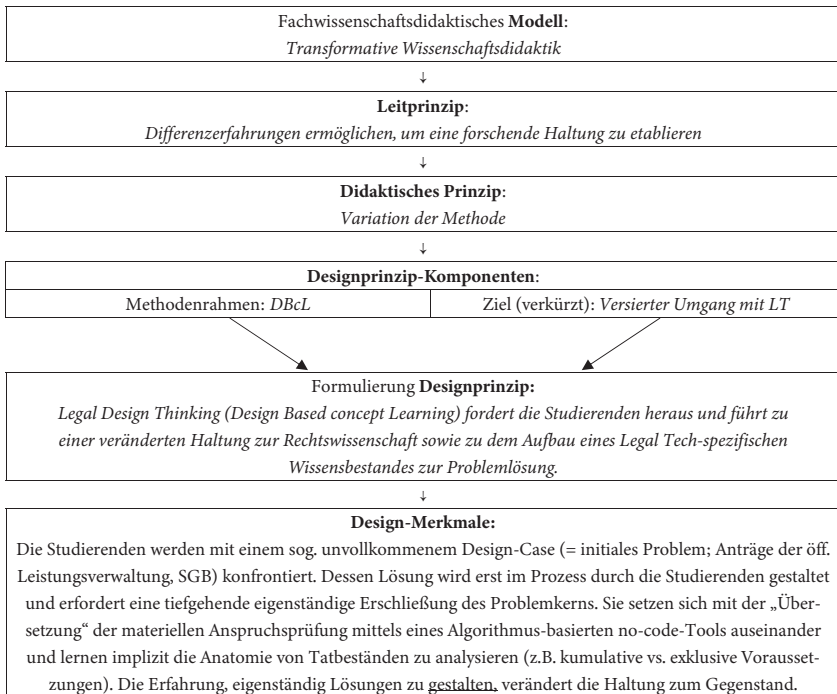 Fachwissenschaftsdidaktisches Modell:
Transformative Wissenschaftsdidaktik
↓
Leitprinzip:
Differenzerfahrungen ermöglichen, um eine forschende Haltung zu etablieren
↓
Didaktisches Prinzip:
Variation der Methode
↓
Designprinzip-Komponenten:
Methodenrahmen: DBcL
Ziel (verkürzt): Versierter Umgang mit LT
Formulierung Designprinzip:
Legal Design Thinking (Design Based concept Learning) fordert die Studierenden heraus und führt zu
einer veränderten Haltung zur Rechtswissenschaft sowie zu dem Aufbau eines Legal Tech-spezifischen
Wissensbestandes zur Problemlösung.
↓
Design-Merkmale:
Die Studierenden werden mit einem sog. unvollkommenem Design-Case (= initiales Problem; Anträge der öff.
Leistungsverwaltung, SGB) konfrontiert. Dessen Lösung wird erst im Prozess durch die Studierenden gestaltet
und erfordert eine tiefgehende eigenständige Erschließung des Problemkerns. Sie setzen sich mit der „Über-
setzung“ der materiellen Anspruchsprüfung mittels eines Algorithmus-basierten no-code-Tools auseinander
und lernen implizit die Anatomie von Tatbeständen zu analysieren (z.B. kumulative vs. exklusive Vorausset-
zungen). Die Erfahrung, eigenständig Lösungen zu gestalten, verändert die Haltung zum Gegenstand.